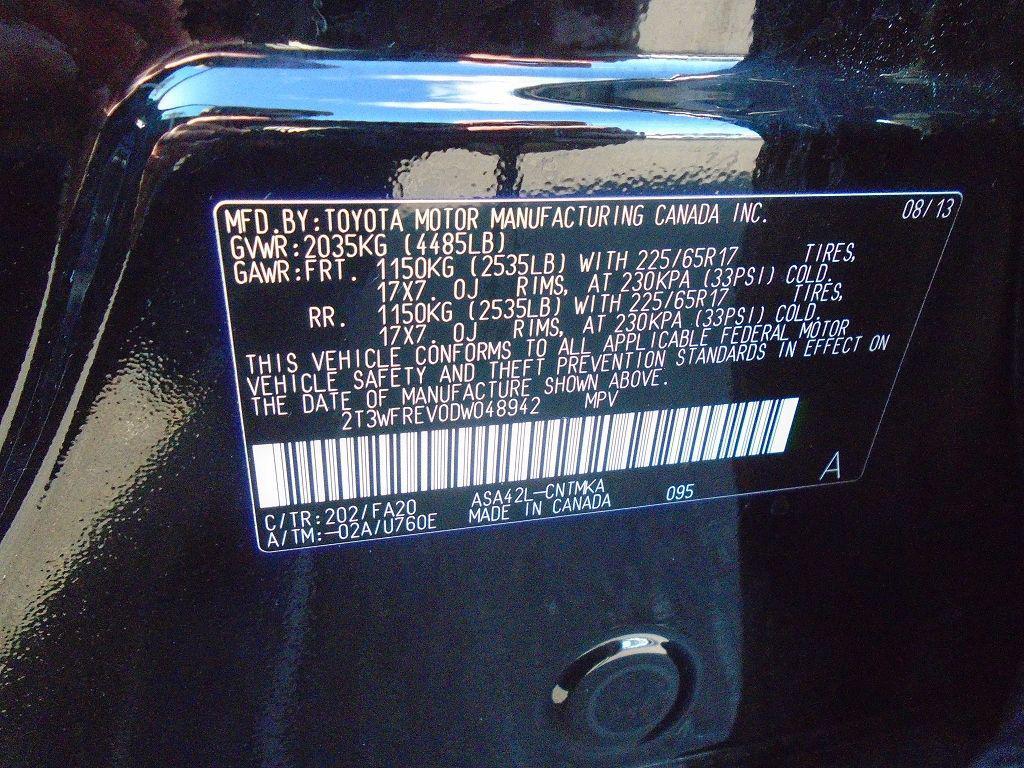 MFD.BY:TOYOTA MOTOR MANUFACTURING CANADA INC. 08/13
GVWR:2035KG (4485LB)
GAWR:FRT. 1150KG (2535LB) WITH 225/65R17 TIRES,
17X7.0J RIMS, AT 230KPA (33PSI) COLD.
RR. 1150KG (2535LB) WITH 225/65R17 TIRES,
17X7.0J RIMS, AT 230KPA (33PSI) COLD.
THIS VEHICLE CONFORMS TO ALL APPLICABLE FEDERAL MOTOR
VEHICLE SAFETY AND THEFT PREVENTION STANDARDS IN EFFECT ON
THE DATE OF MANUFACTURE SHOWN ABOVE.
2T3WFREV0DW048942 MPV
A
C/TR:202/FA20 ASA42L-CNTMKA 095
A/TM:-02A/U760E MADE IN CANADA